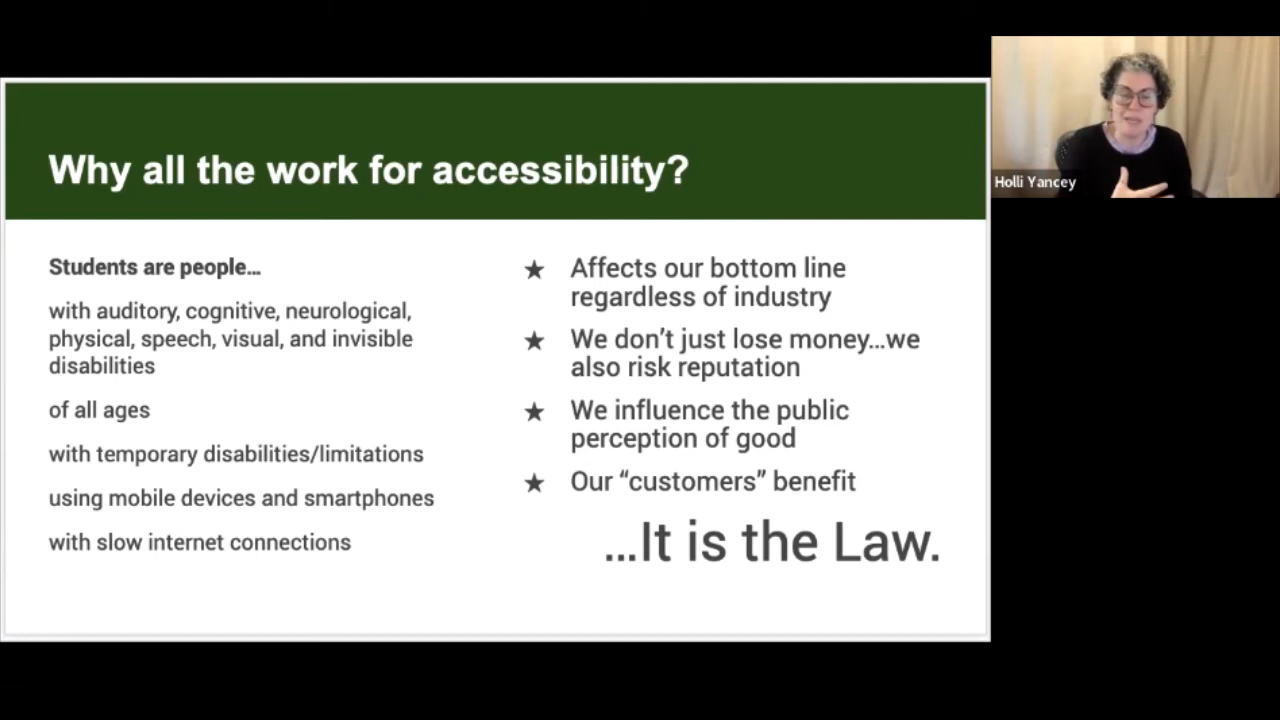 Why all the work for accessibility?
Students are people…
with auditory, cognitive, neurological,
physical, speech, visual, and invisible
disabilities
of all ages
with temporary disabilities/limitations
using mobile devices and smartphones
with slow internet connections
★ Affects our bottom line
regardless of industry
★ We don’t just lose money…we
also risk reputation
★ We influence the public
perception of good
★ Our “customers” benefit
…It is the Law.
Holli Yancey